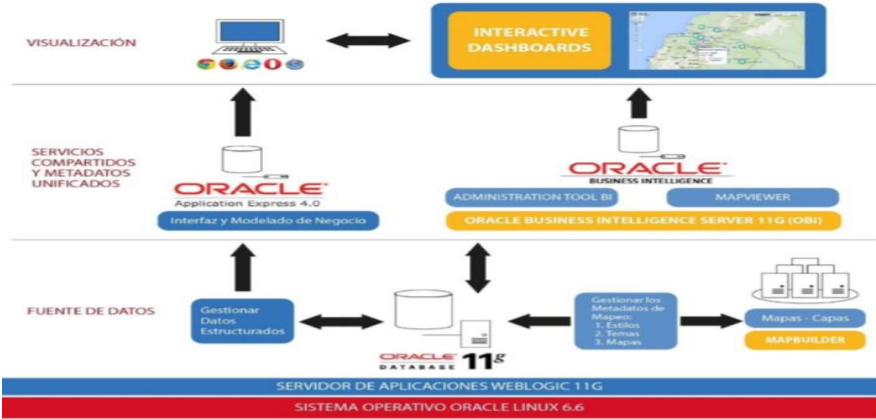 VISUALIZACIÓN
INTERACTIVE
DASHBOARDS
SERVICIOS
COMPARTIDOS
Y METADATOS
UNIFICADOS
ORACLE
Application Express 4.0
Interfaz y Modelado de Negocio
ORACLE
BUSINESS INTELLIGENCE
ADMINISTRATION TOOL BI
MAPVIEWER
ORACLE BUSINESS INTELLIGENCE SERVER 11G (OBI)
FUENTE DE DATOS
Gestionar
Datos
Estructurados
ORACLE
DATABASE
11g
Gestionar los
Metadatos de
Mapeo:
1. Estilos
2. Temas
3. Mapas
Mapas - Capas
MAPBUILDER
SERVIDOR DE APLICACIONES WEBLOGIC 11G
SISTEMA OPERATIVO ORACLE LINUX 6.6